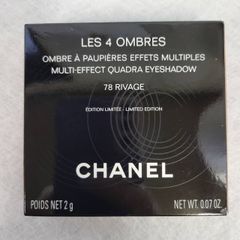 LES 4 OMBRES
OMBRE À PAUPIÈRES EFFETS MULTIPLES
MULTI-EFFECT QUADRA EYESHADOW
78 RIVAGE
ÉDITION LIMITÉE - LIMITED EDITION
CHANEL
POIDS NET 2 g NET WT. 0.07 OZ.